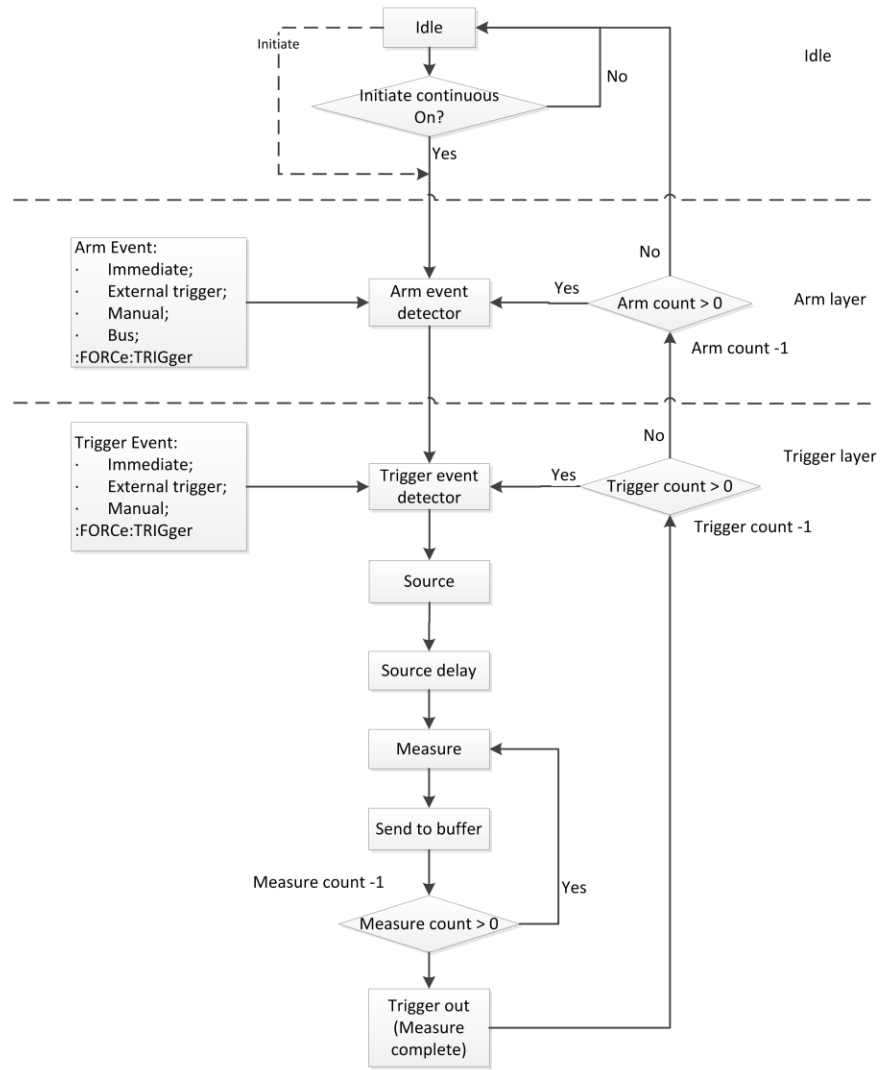 Idle
Initiate
Idle
Initiate continuous
On?
No
Yes
Arm Event:
· Immediate;
· External trigger;
· Manual;
· Bus;
:FORCe:TRIGger
Arm event
detector
Yes
No
Arm count > 0
Arm layer
Arm count -1
Trigger Event:
· Immediate;
· External trigger;
· Manual;
:FORCe:TRIGger
Trigger event
detector
Yes
No
Trigger count > 0
Trigger layer
Trigger count -1
Source
Source delay
Measure
Send to buffer
Measure count -1
Yes
Measure count > 0
Trigger out
(Measure
complete)